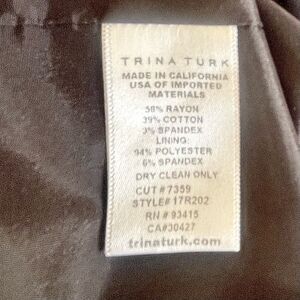 TRINA TURK
MADE IN CALIFORNIA
USA OF IMPORTED
MATERIALS
58% RAYON
39% COTTON
3% SPANDEX
LINING:
94% POLYESTER
6% SPANDEX
DRY CLEAN ONLY
CUT # 7359
STYLE# 17R202
RN # 93415
CA#30427
trinaturk.com